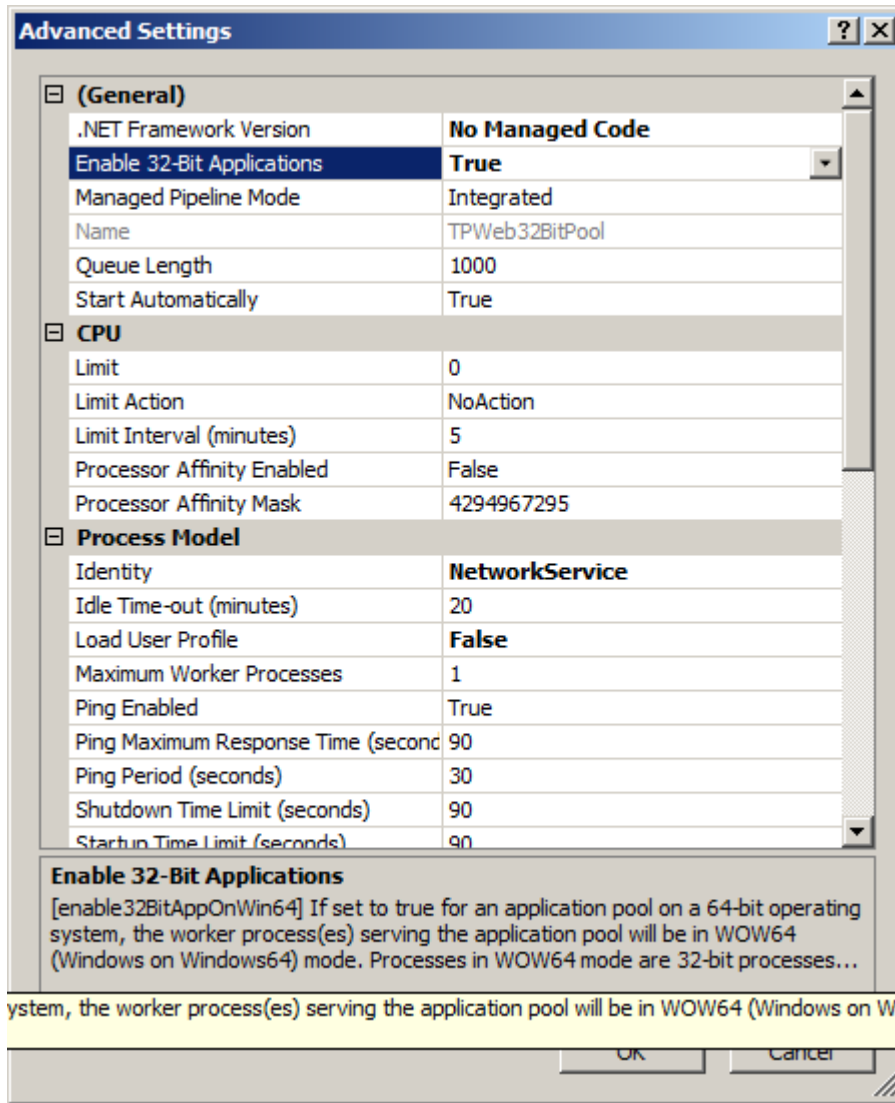 Advanced Settings
(General)
.NET Framework Version No Managed Code
Enable 32-Bit Applications True
Managed Pipeline Mode Integrated
Name TPWeb32BitPool
Queue Length 1000
Start Automatically True
CPU
Limit 0
Limit Action NoAction
Limit Interval (minutes) 5
Processor Affinity Enabled False
Processor Affinity Mask 4294967295
Process Model
Identity NetworkService
Idle Time-out (minutes) 20
Load User Profile False
Maximum Worker Processes 1
Ping Enabled True
Ping Maximum Response Time (second 90
Ping Period (seconds) 30
Shutdown Time Limit (seconds) 90
Startup Time Limit (seconds) 90
Enable 32-Bit Applications
[enable32BitAppOnWin64] If set to true for an application pool on a 64-bit operating
system, the worker process(es) serving the application pool will be in WOW64
(Windows on Windows64) mode. Processes in WOW64 mode are 32-bit processes...
ystem, the worker process(es) serving the application pool will be in WOW64 (Windows on W
OK Cancel